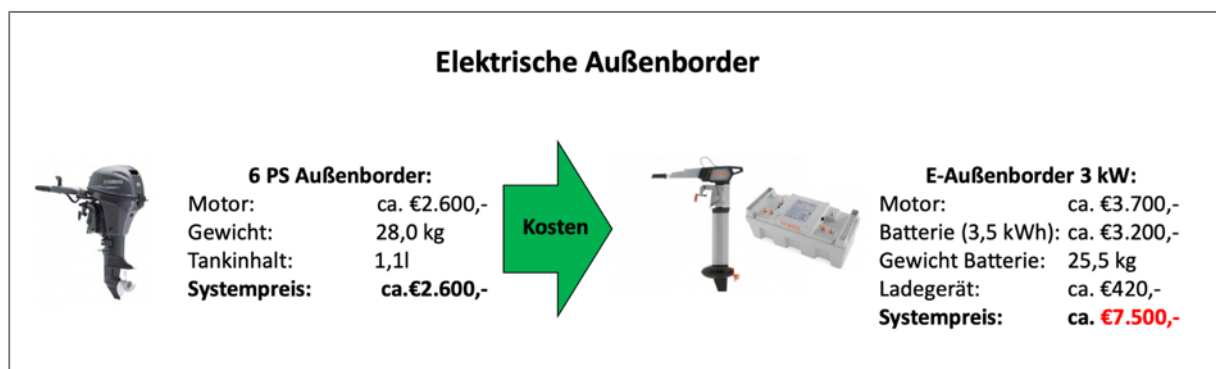 Elektrische Außenborder
6 PS Außenborder:
Motor: ca. €2.600,-
Gewicht: 28,0 kg
Tankinhalt: 1,1l
Systempreis: ca.€2.600,-
Kosten
E-Außenborder 3 kW:
Motor: ca. €3.700,-
Batterie (3,5 kWh): ca. €3.200,-
Gewicht Batterie: 25,5 kg
Ladegerät: ca. €420,-
Systempreis: ca. €7.500,-